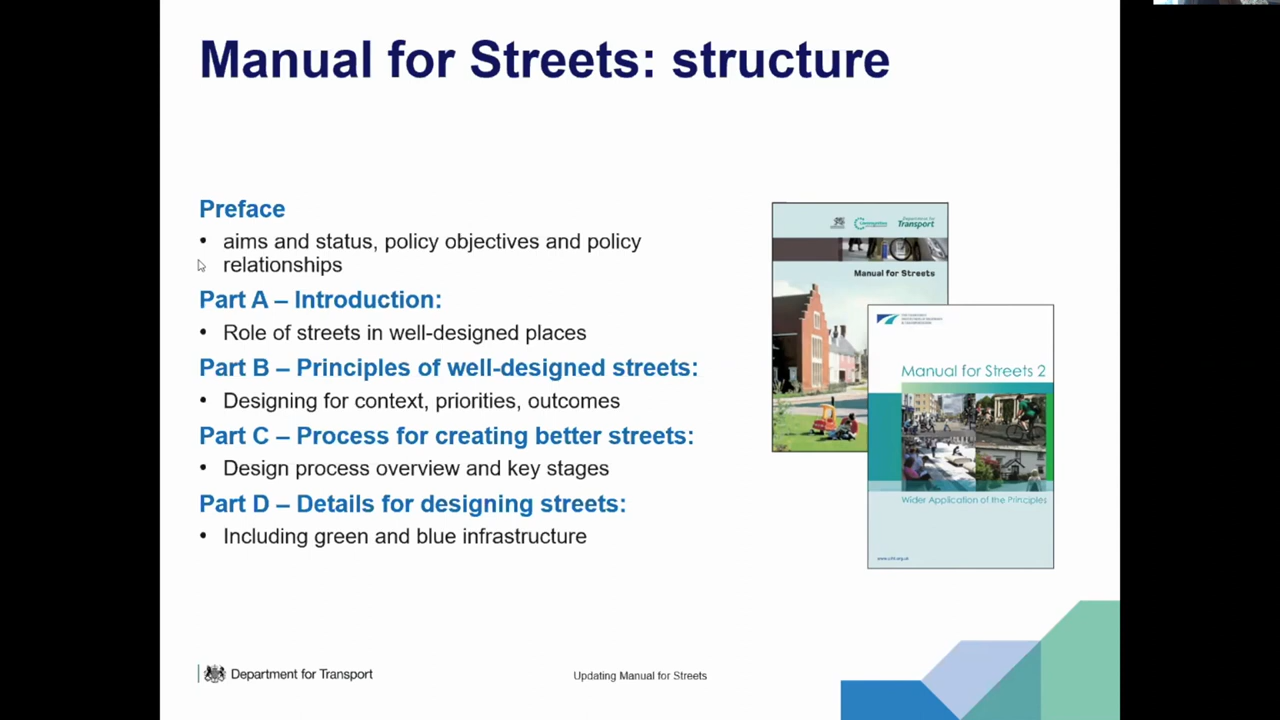 Manual for Streets: structure
Preface
• aims and status, policy objectives and policy
relationships
Part A – Introduction:
• Role of streets in well-designed places
Part B – Principles of well-designed streets:
• Designing for context, priorities, outcomes
Part C – Process for creating better streets:
• Design process overview and key stages
Part D – Details for designing streets:
• Including green and blue infrastructure
Department for
Transport
Manual for Streets
Manual for Streets 2
Wider Application of the Principles
Department for Transport
Updating Manual for Streets